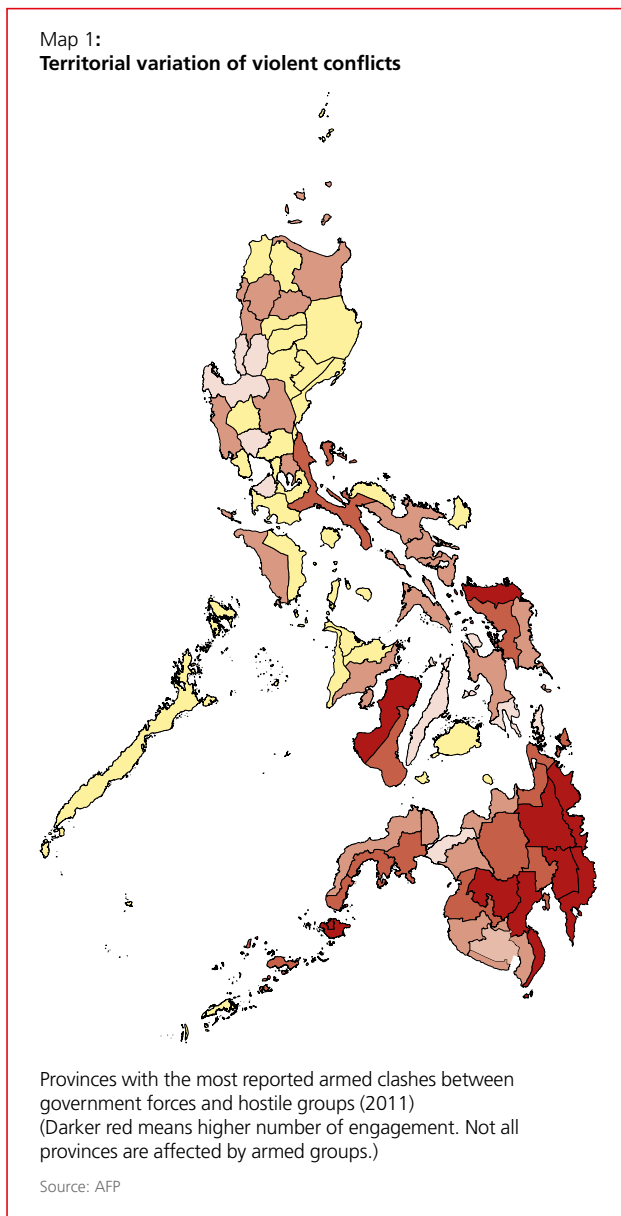 Map 1:
Territorial variation of violent conflicts
Provinces with the most reported armed clashes between
government forces and hostile groups (2011)
(Darker red means higher number of engagement. Not all
provinces are affected by armed groups.)
Source: AFP